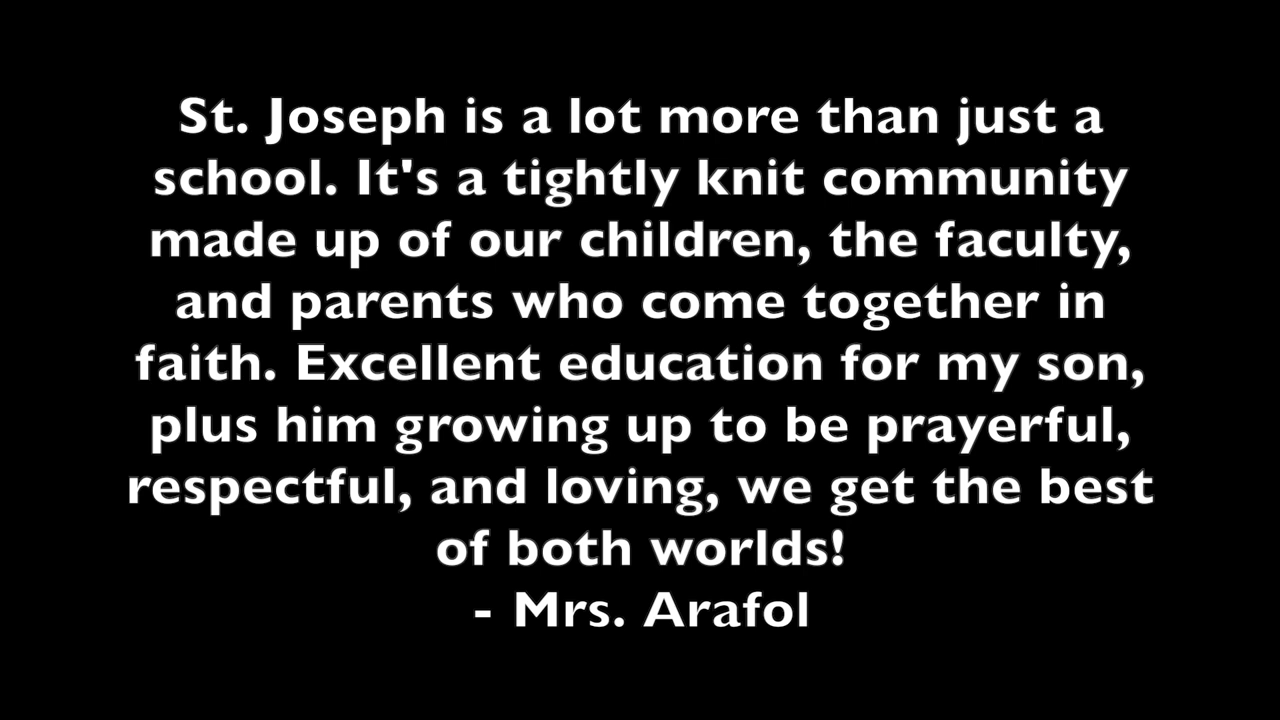 St. Joseph is a lot more than just a
school. It's a tightly knit community
made up of our children, the faculty,
and parents who come together in
faith. Excellent education for my son,
plus him growing up to be prayerful,
respectful, and loving, we get the best
of both worlds!
- Mrs. Arafol